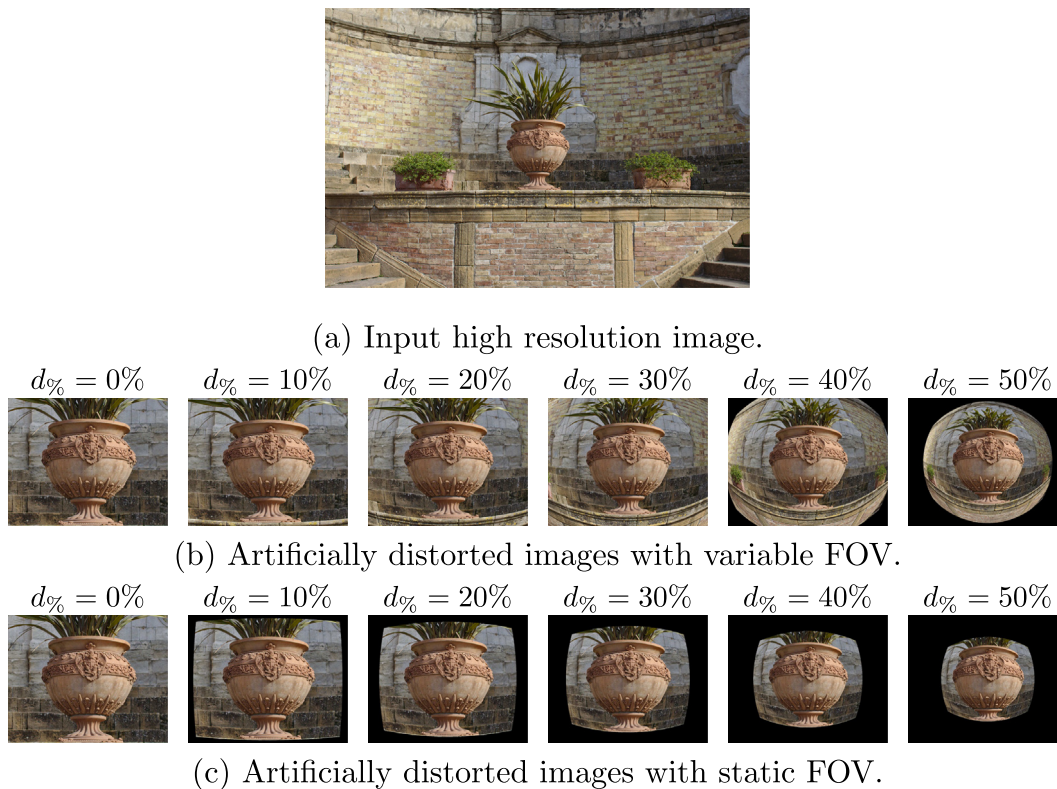 (a) Input high resolution image.
d% = 0% d% = 10% d% = 20% d% = 30% d% = 40% d% = 50%
(b) Artificially distorted images with variable FOV.
d% = 0% d% = 10% d% = 20% d% = 30% d% = 40% d% = 50%
(c) Artificially distorted images with static FOV.